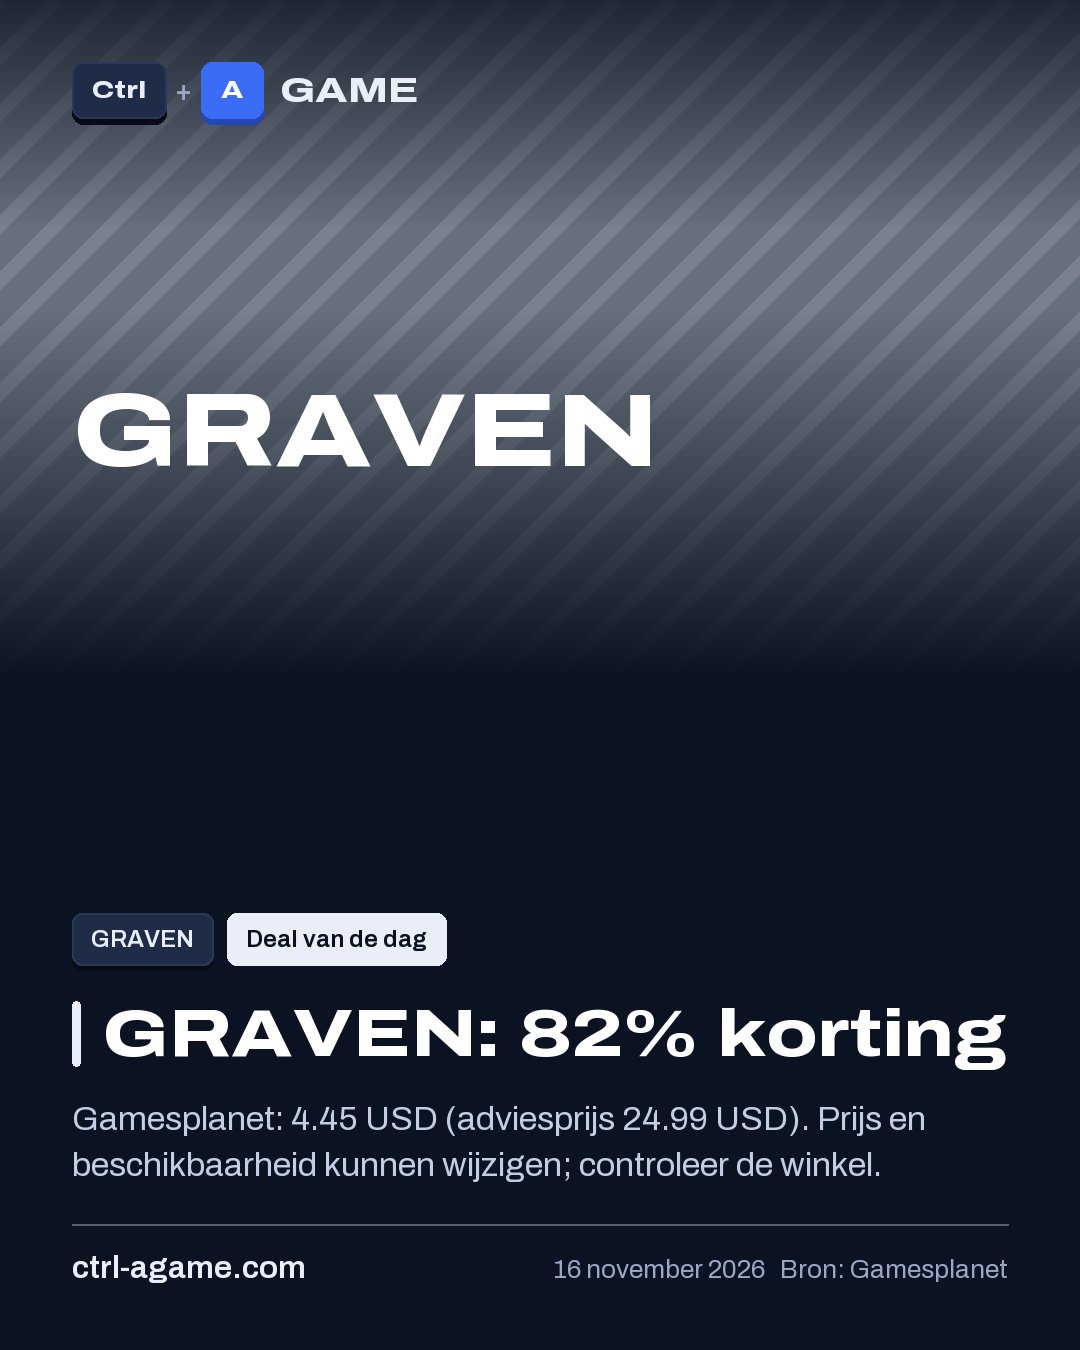 Ctrl + A GAME
GRAVEN
GRAVEN Deal van de dag
GRAVEN: 82% korting
Gamesplanet: 4.45 USD (adviesprijs 24.99 USD). Prijs en
beschikbaarheid kunnen wijzigen; controleer de winkel.
ctrl-agame.com 16 november 2026 Bron: Gamesplanet